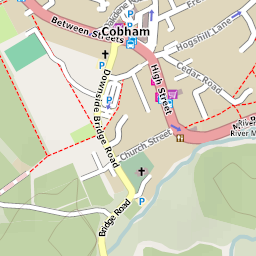 Between Streets
Cobham
Hogshill Lane
Cedar Road
High Street
Downside Bridge Road
Church Street
Bridge Road
River M